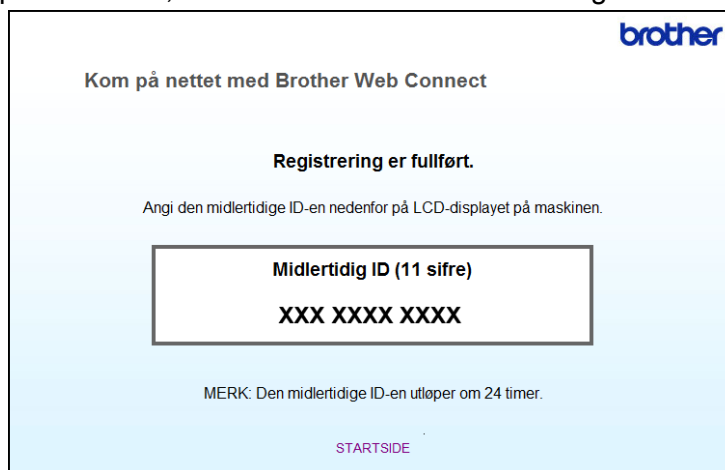 brother
Kom på nettet med Brother Web Connect
Registrering er fullført.
Angi den midlertidige ID-en nedenfor på LCD-displayet på maskinen.
Midlertidig ID (11 sifre)
XXX XXXX XXXX
MERK: Den midlertidige ID-en utløper om 24 timer.
STARTSIDE